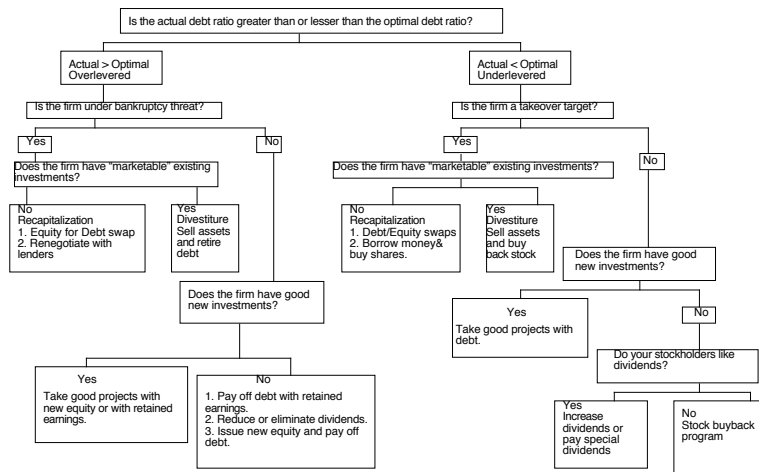 Is the actual debt ratio greater than or lesser than the optimal debt ratio?
Actual > Optimal
Overlevered
Actual < Optimal
Underlevered
Is the firm under bankruptcy threat?
Is the firm a takeover target?
Yes
No
Yes
No
Does the firm have “marketable” existing
investments?
Does the firm have “marketable” existing investments?
No
Recapitalization
1. Equity for Debt swap
2. Renegotiate with
lenders
Yes
Divestiture
Sell assets
and retire
debt
No
Recapitalization
1. Debt/Equity swaps
2. Borrow money&
buy shares.
Yes
Divestiture
Sell assets
and buy
back stock
Does the firm have good
new investments?
Does the firm have good
new investments?
Yes
Take good projects with
debt.
No
Do your stockholders like
dividends?
Yes
Take good projects with
new equity or with retained
earnings.
No
1. Pay off debt with retained
earnings.
2. Reduce or eliminate dividends.
3. Issue new equity and pay off
debt.
Yes
Increase
dividends or
pay special
dividends
No
Stock buyback
program